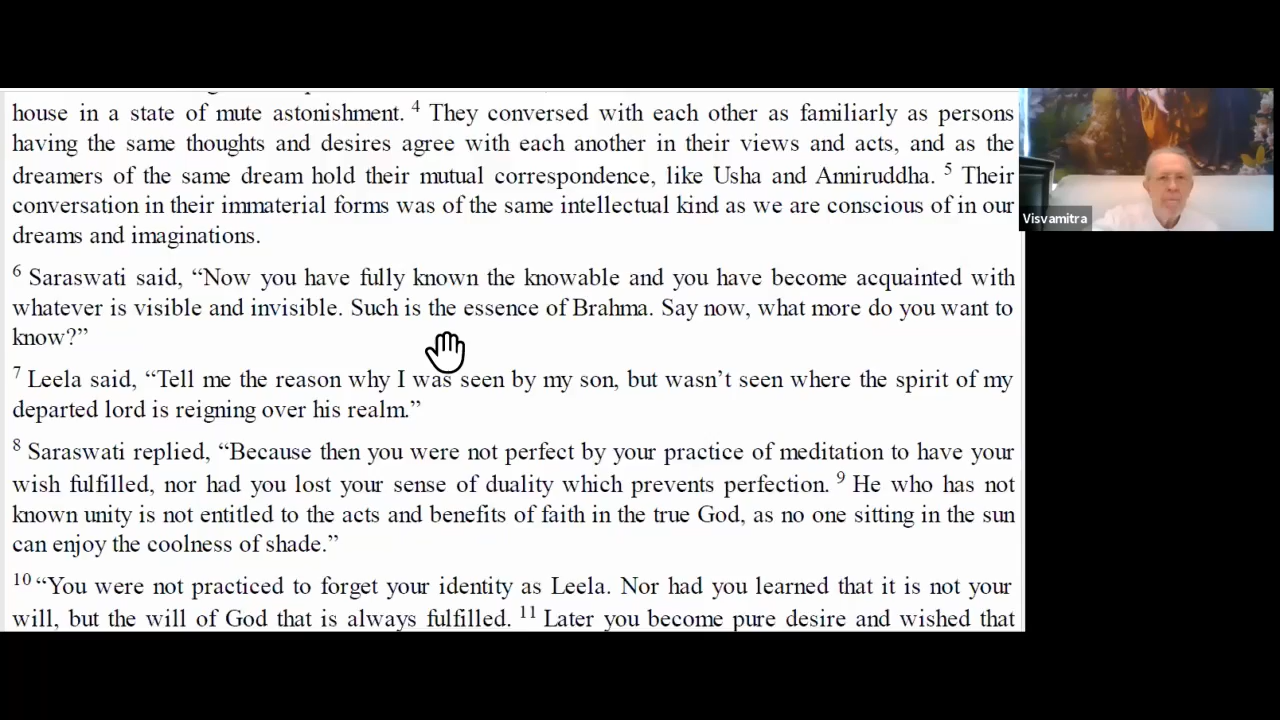 house in a state of mute astonishment. 4 They conversed with each other as familiarly as persons
having the same thoughts and desires agree with each another in their views and acts, and as the
dreamers of the same dream hold their mutual correspondence, like Usha and Anniruddha. 5 Their
conversation in their immaterial forms was of the same intellectual kind as we are conscious of in our
dreams and imaginations.
6 Saraswati said, “Now you have fully known the knowable and you have become acquainted with
whatever is visible and invisible. Such is the essence of Brahma. Say now, what more do you want to
know?”
7 Leela said, “Tell me the reason why I was seen by my son, but wasn’t seen where the spirit of my
departed lord is reigning over his realm.”
8 Saraswati replied, “Because then you were not perfect by your practice of meditation to have your
wish fulfilled, nor had you lost your sense of duality which prevents perfection. 9 He who has not
known unity is not entitled to the acts and benefits of faith in the true God, as no one sitting in the sun
can enjoy the coolness of shade.”
10 “You were not practiced to forget your identity as Leela. Nor had you learned that it is not your
will, but the will of God that is always fulfilled. 11 Later you become pure desire and wished that
Visvamitra